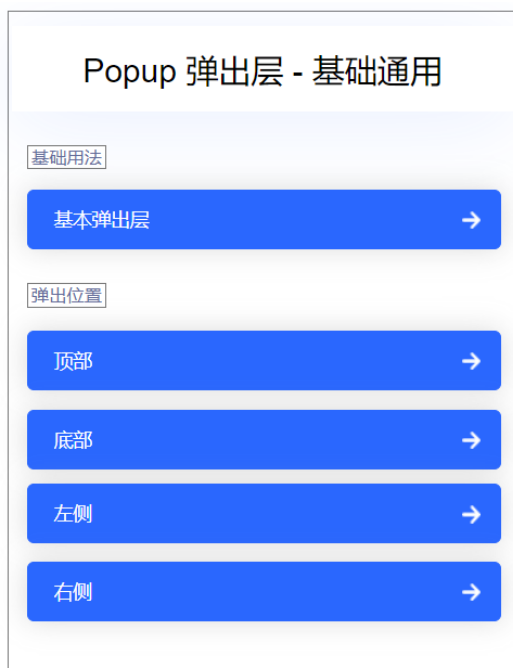 Popup 弹出层 - 基础通用
基础用法
基本弹出层
弹出位置
顶部
底部
左侧
右侧